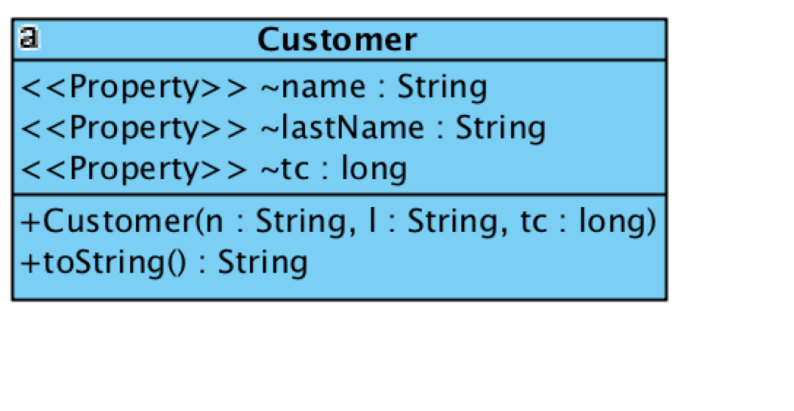 a
Customer
<<Property>> ~name : String
<<Property>> ~lastName : String
<<Property>> ~tc : long
+Customer(n : String, l : String, tc : long)
+toString() : String